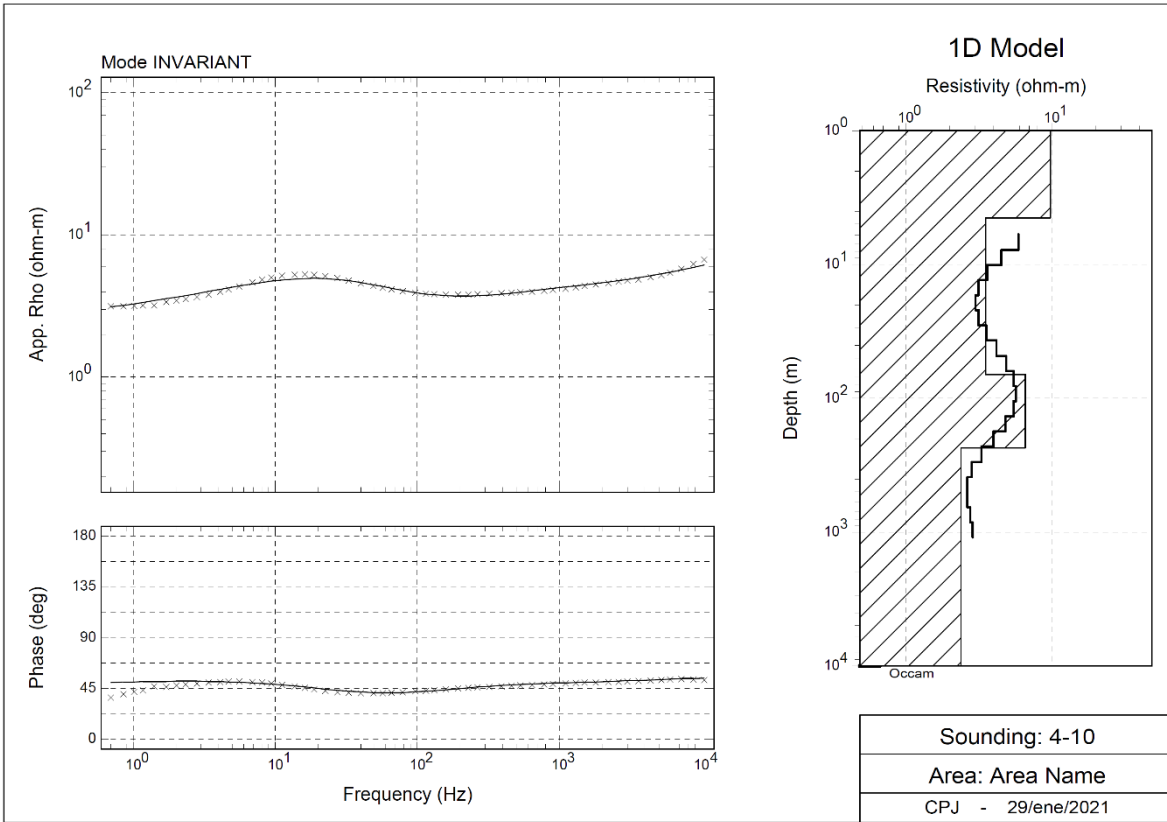 Mode INVARIANT
10^2
10^1
10^0
App. Rho (ohm-m)
180
135
90
45
0
Phase (deg)
10^0 10^1 10^2 10^3 10^4
Frequency (Hz)
1D Model
Resistivity (ohm-m)
10^0 10^1
10^0
10^1
10^2
10^3
10^4
Depth (m)
Occam
Sounding: 4-10
Area: Area Name
CPJ - 29/ene/2021